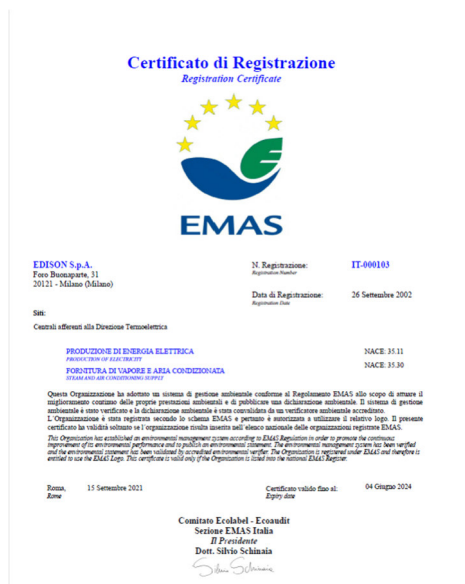 Certificato di Registrazione
Registration Certificate
EMAS
EDISON S.p.A.
Foro Buonaparte, 31
20121 - Milano (Milano)
N. Registrazione: IT-000103
Registration Number
Data di Registrazione: 26 Settembre 2002
Registration Date
Siti:
Centrali afferenti alla Direzione Termoelettrica
PRODUZIONE DI ENERGIA ELETTRICA NACE: 35.11
PRODUCTION OF ELECTRICITY
FORNITURA DI VAPORE E ARIA CONDIZIONATA NACE: 35.30
STEAM AND AIR CONDITIONING SUPPLY
Questa Organizzazione ha adottato un sistema di gestione ambientale conforme al Regolamento EMAS allo scopo di attuare il
miglioramento continuo delle proprie prestazioni ambientali e di pubblicare una dichiarazione ambientale. Il sistema di gestione
ambientale è stato verificato e la dichiarazione ambientale è stata convalidata da un verificatore ambientale accreditato.
L'Organizzazione è stata registrata secondo lo schema EMAS e pertanto è autorizzata a utilizzare il relativo logo. Il presente
certificato ha validità soltanto se l'organizzazione risulta inserita nell'elenco nazionale delle organizzazioni registrate EMAS.
This Organisation has established an environmental management system according to EMAS Regulation in order to promote the continuous
improvement of its environmental performance and to publish an environmental statement. The environmental management system has been verified
and the environmental statement has been validated by accredited environmental verifier. The Organisation is registered under EMAS and therefore is
entitled to use the EMAS Logo. This certificate is valid only if the Organisation is listed into the national EMAS Register.
Roma, 15 Settembre 2021 Certificato valido fino al: 04 Giugno 2024
Rome Expiry date
Comitato Ecolabel - Ecoaudit
Sezione EMAS Italia
Il Presidente
Dott. Silvio Schinaia
Silvio Schinaia